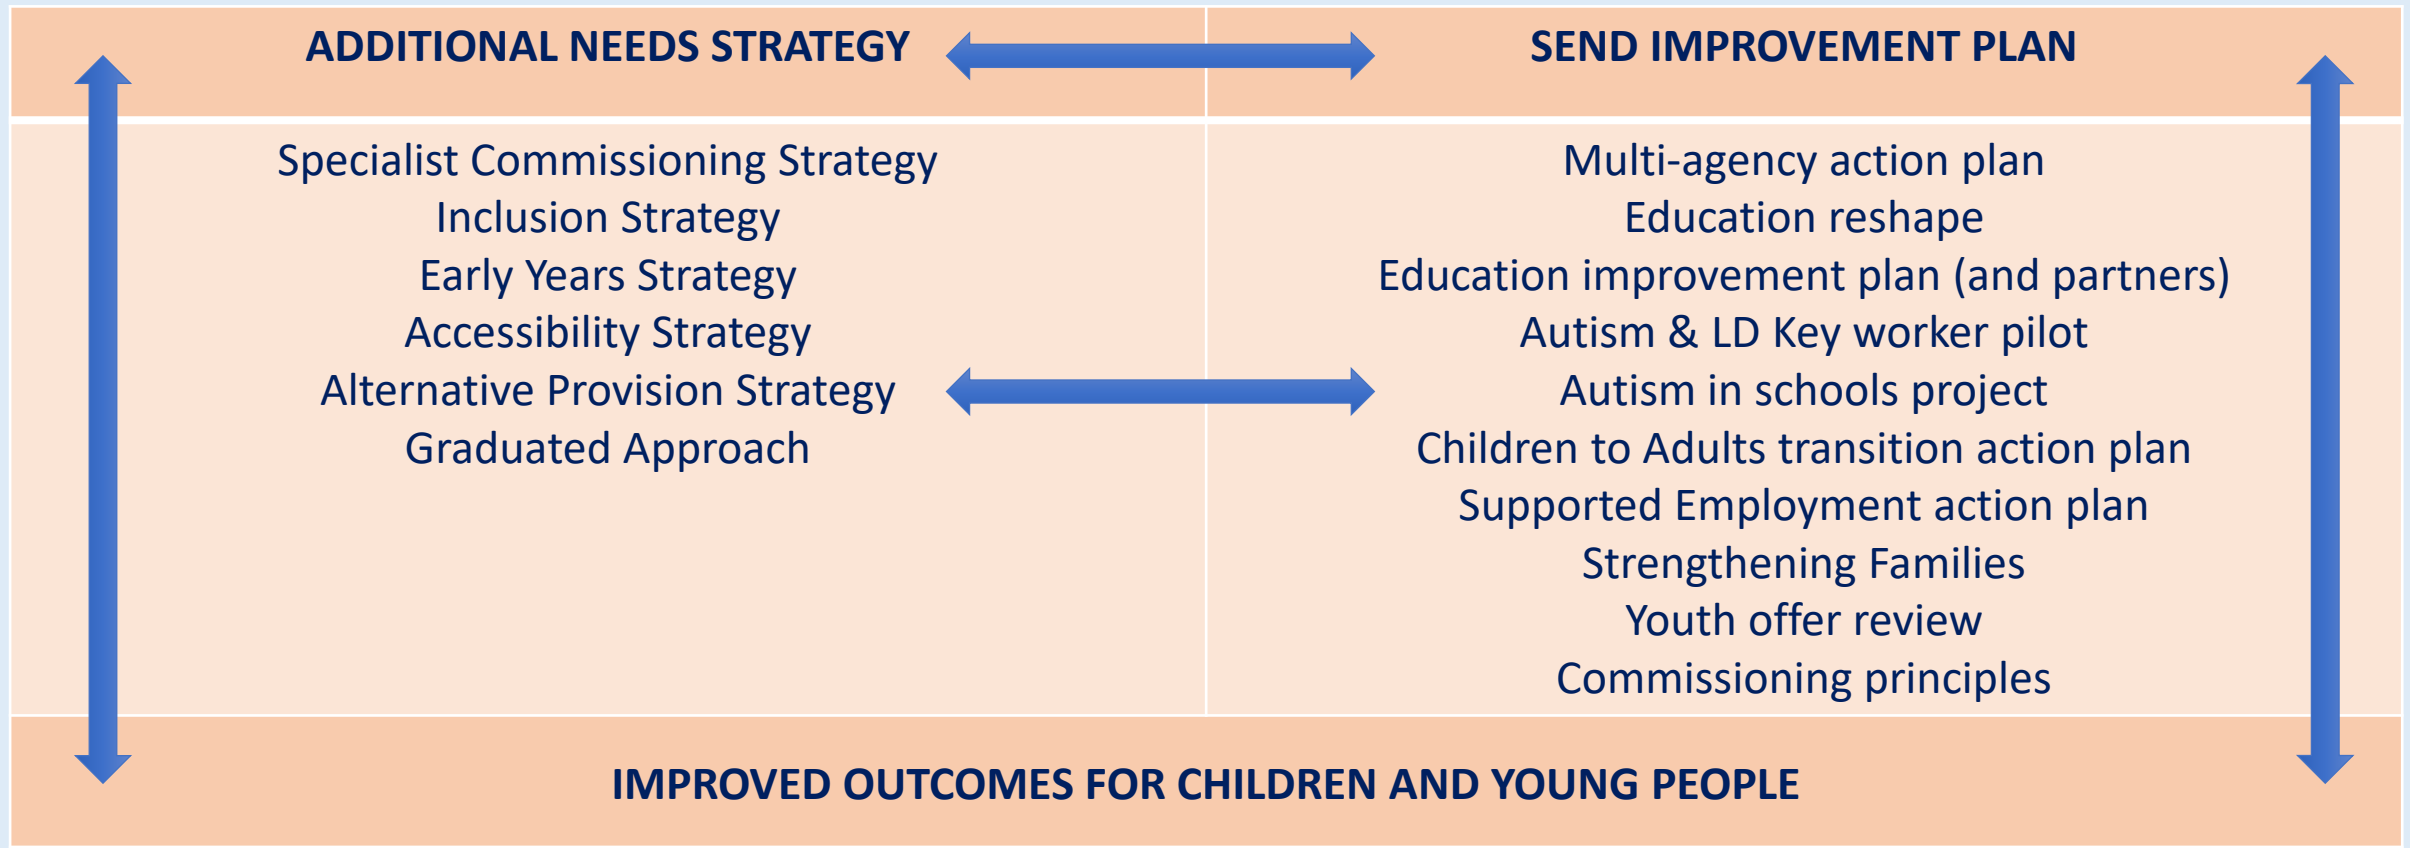 ADDITIONAL NEEDS STRATEGY
SEND IMPROVEMENT PLAN
Specialist Commissioning Strategy
Inclusion Strategy
Early Years Strategy
Accessibility Strategy
Alternative Provision Strategy
Graduated Approach
Multi-agency action plan
Education reshape
Education improvement plan (and partners)
Autism & LD Key worker pilot
Autism in schools project
Children to Adults transition action plan
Supported Employment action plan
Strengthening Families
Youth offer review
Commissioning principles
IMPROVED OUTCOMES FOR CHILDREN AND YOUNG PEOPLE